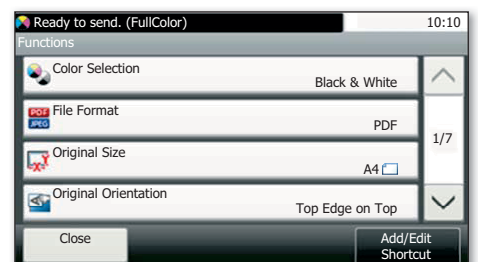 Ready to send. (FullColor) 10:10
Functions
Color Selection
Black & White
File Format
PDF
JPEG
PDF
1/7
Original Size
A4
Original Orientation
Top Edge on Top
Close
Add/Edit
Shortcut